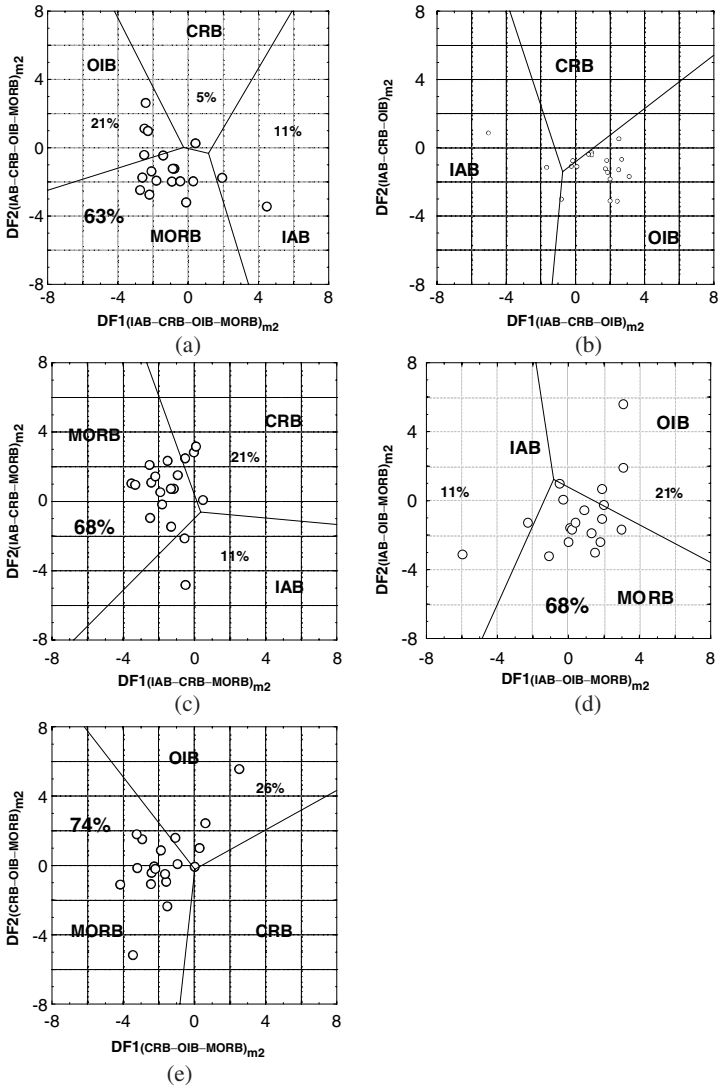 8
4
0
-4
-8
DF2(IAB–CRB–OIB–MORB)m2
CRB
OIB
5%
21%
11%
63%
MORB
IAB
-8
-4
0
4
8
DF1(IAB–CRB–OIB–MORB)m2
(a)
8
4
0
-4
-8
DF2(IAB–CRB–OIB)m2
CRB
IAB
OIB
-8
-4
0
4
8
DF1(IAB–CRB–OIB)m2
(b)
8
4
0
-4
-8
DF2(IAB–CRB–MORB)m2
CRB
MORB
21%
68%
11%
IAB
-8
-4
0
4
8
DF1(IAB–CRB–MORB)m2
(c)
8
4
0
-4
-8
DF2(IAB–OIB–MORB)m2
OIB
IAB
11%
21%
68%
MORB
-8
-4
0
4
8
DF1(IAB–OIB–MORB)m2
(d)
8
4
0
-4
-8
DF2(CRB–OIB–MORB)m2
OIB
26%
74%
MORB
CRB
-8
-4
0
4
8
DF1(CRB–OIB–MORB)m2
(e)